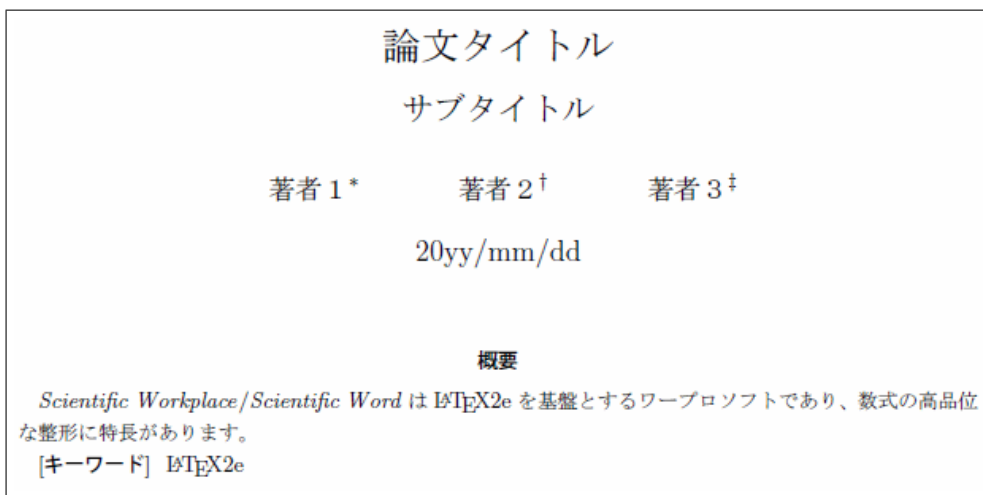 論文タイトル
サブタイトル
著者1* 著者2† 著者3‡
20yy/mm/dd
概要
Scientific Workplace/Scientific Word は LATEX2e を基盤とするワープロソフトであり、数式の高品位
な整形に特長があります。
[キーワード] LATEX2e